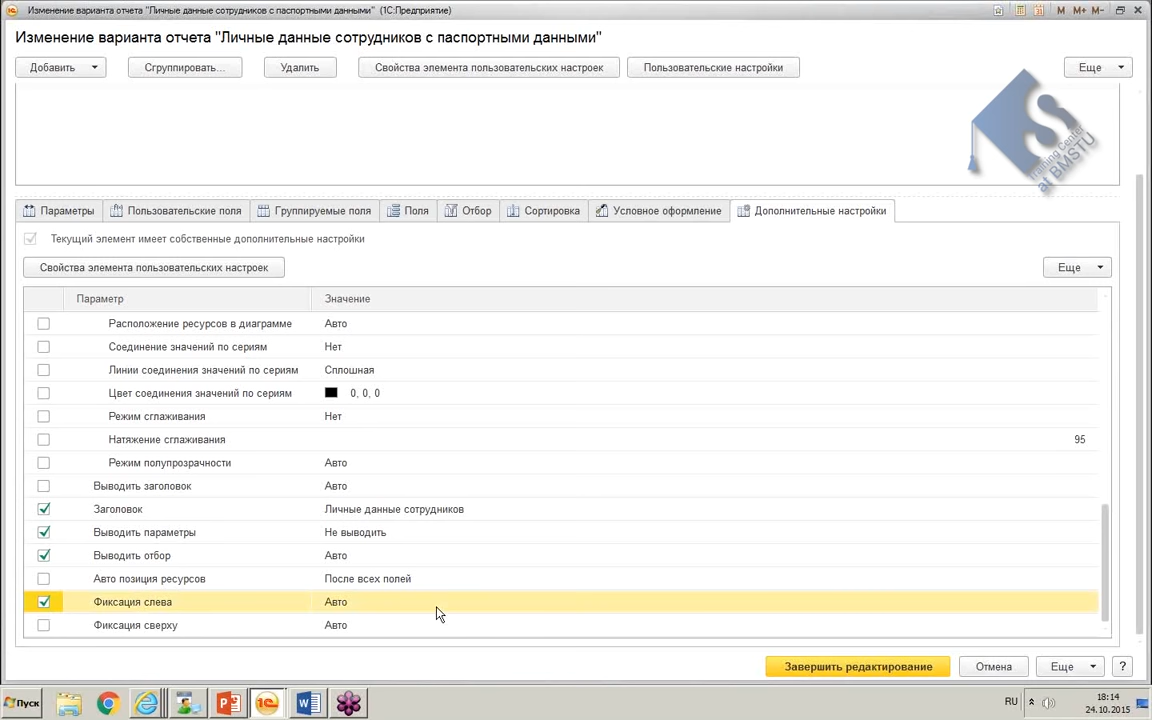 Изменение варианта отчета "Личные данные сотрудников с паспортными данными" (1С:Предприятие)
M M+ M-
Изменение варианта отчета "Личные данные сотрудников с паспортными данными"
Добавить Сгруппировать... Удалить Свойства элемента пользовательских настроек Пользовательские настройки Еще
Training Center
at BMSTU
Параметры Пользовательские поля Группируемые поля Поля Отбор Сортировка Условное оформление Дополнительные настройки
Текущий элемент имеет собственные дополнительные настройки
Свойства элемента пользовательских настроек Еще
Параметр Значение
Расположение ресурсов в диаграмме Авто
Соединение значений по сериям Нет
Линии соединения значений по сериям Сплошная
Цвет соединения значений по сериям 0, 0, 0
Режим сглаживания Нет
Натяжение сглаживания 95
Режим полупрозрачности Авто
Выводить заголовок Авто
Заголовок Личные данные сотрудников
Выводить параметры Не выводить
Выводить отбор Авто
Авто позиция ресурсов После всех полей
Фиксация слева Авто
Фиксация сверху Авто
Завершить редактирование Отмена Еще ?
Пуск RU 18:14
24.10.2015